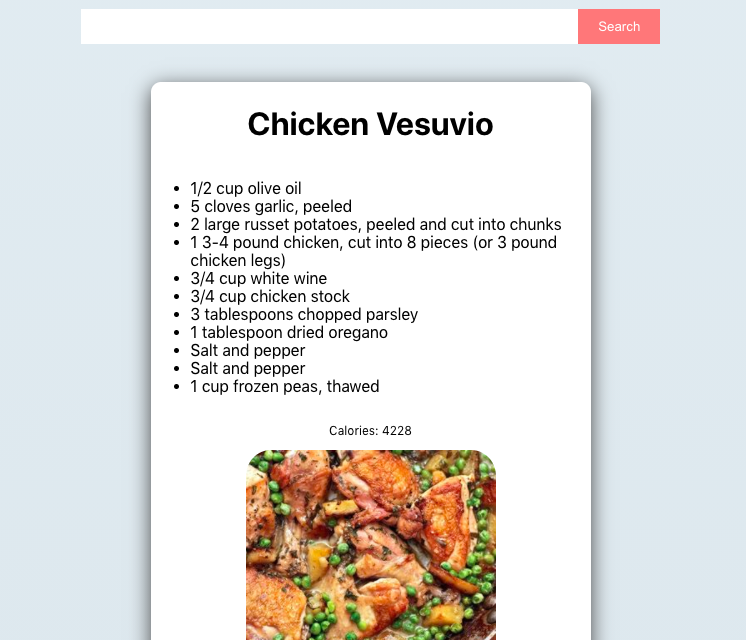 Search
Chicken Vesuvio
• 1/2 cup olive oil
• 5 cloves garlic, peeled
• 2 large russet potatoes, peeled and cut into chunks
• 1 3-4 pound chicken, cut into 8 pieces (or 3 pound
chicken legs)
• 3/4 cup white wine
• 3/4 cup chicken stock
• 3 tablespoons chopped parsley
• 1 tablespoon dried oregano
• Salt and pepper
• Salt and pepper
• 1 cup frozen peas, thawed
Calories: 4228